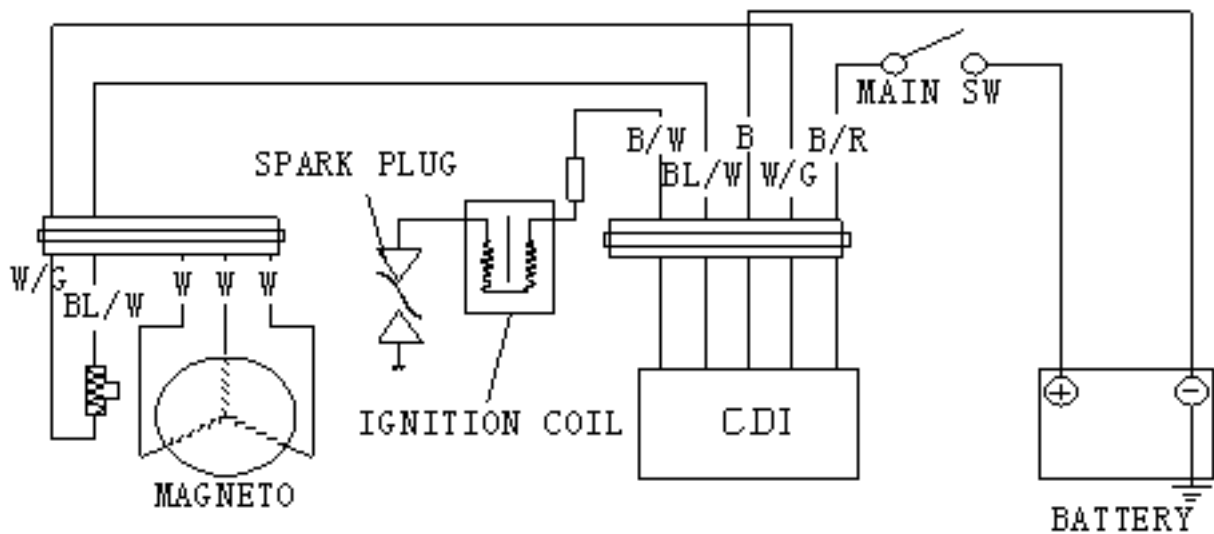 MAIN SW
B/W
B
B/R
BL/W
W/G
SPARK PLUG
W/G
BL/W
W
W
W
IGNITION COIL
CDI
+
-
MAGNETO
BATTERY